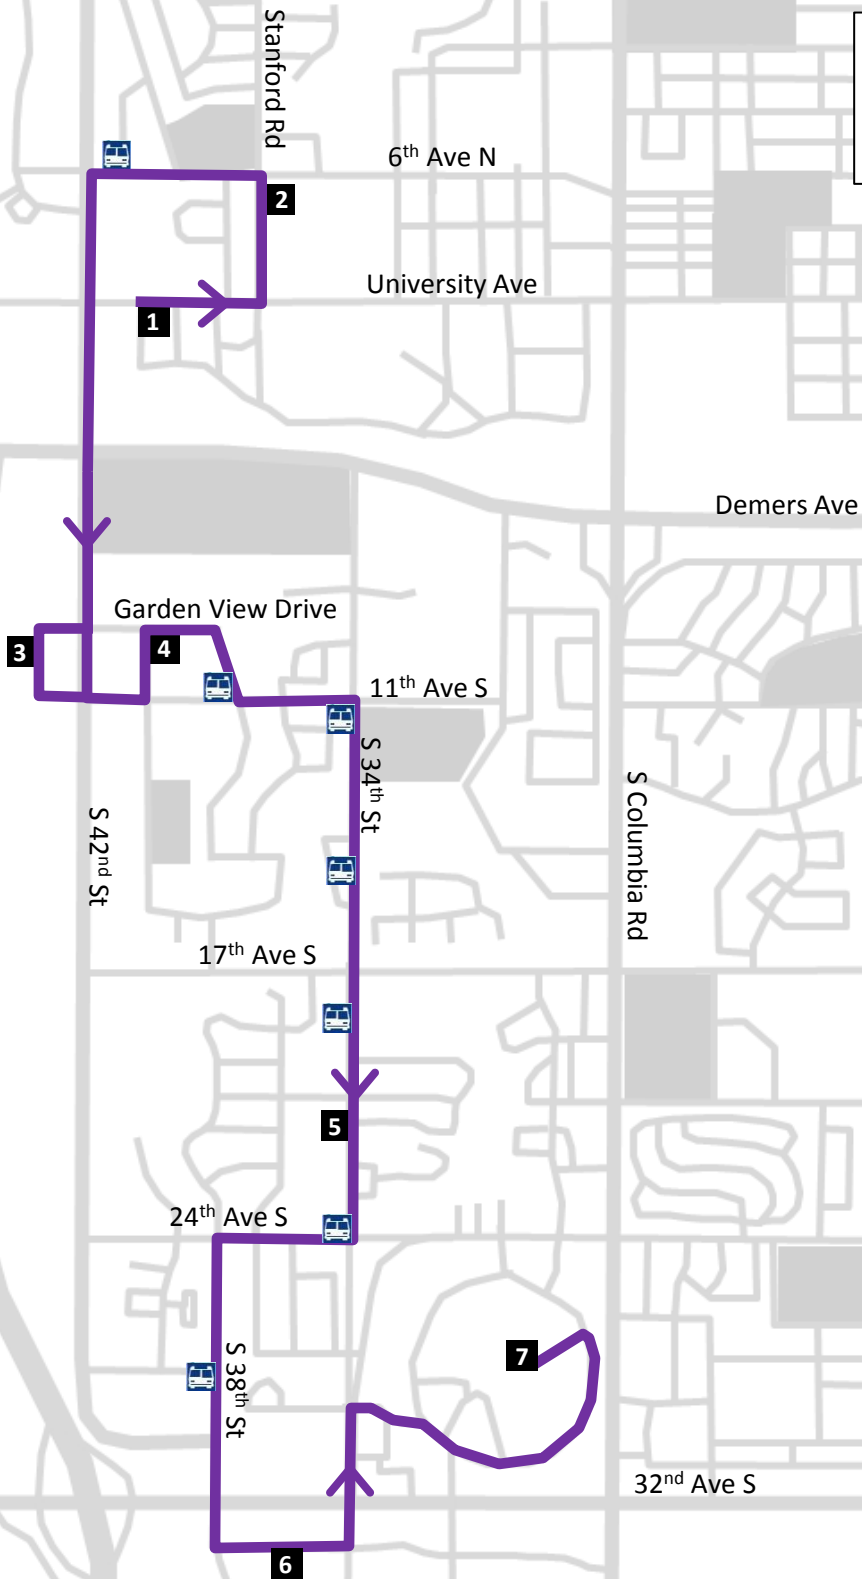 Stanford Rd
6th Ave N
2
University Ave
1
Demers Ave
Garden View Drive
3
4
11th Ave S
S 34th St
S 42nd St
S Columbia Rd
17th Ave S
5
24th Ave S
7
S 38th St
32nd Ave S
6